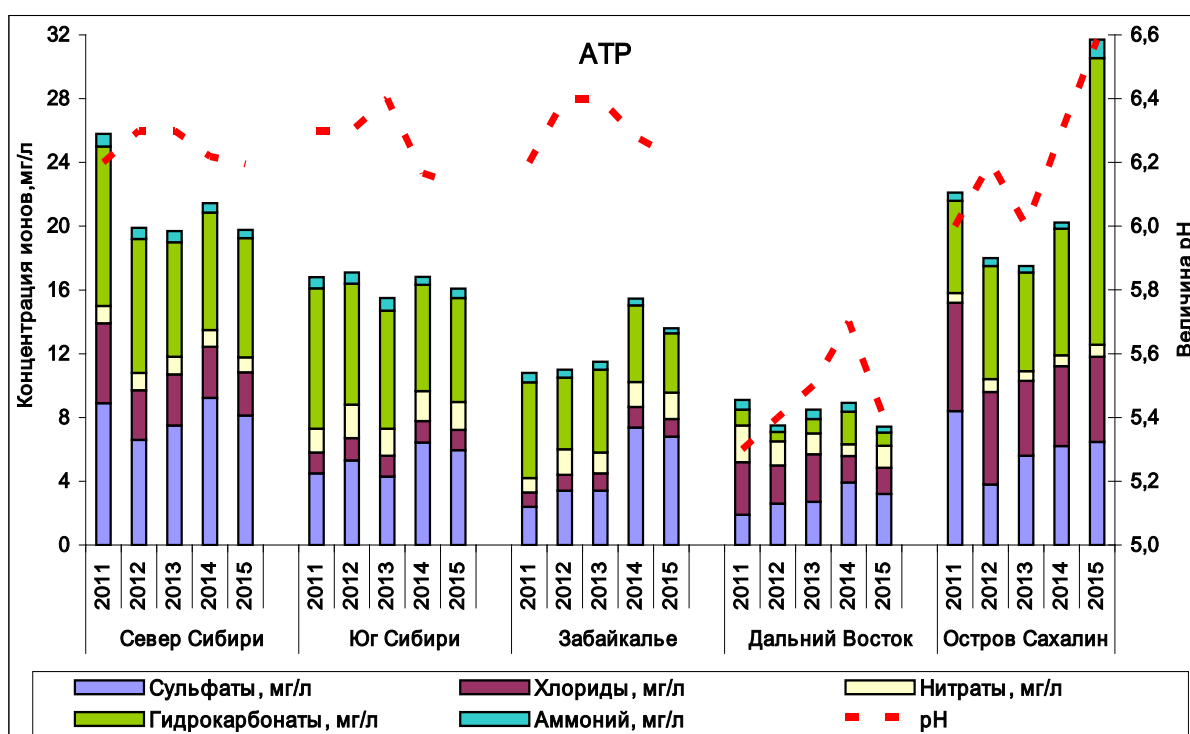 АТР
Концентрация ионов,мг/л
32
28
24
20
16
12
8
4
0
6,6
6,4
6,2
6,0
5,8
5,6
5,4
5,2
5,0
Величина рН
2011 2012 2013 2014 2015 2011 2012 2013 2014 2015 2011 2012 2013 2014 2015 2011 2012 2013 2014 2015 2011 2012 2013 2014 2015
Север Сибири Юг Сибири Забайкалье Дальний Восток Остров Сахалин
Сульфаты, мг/л Хлориды, мг/л Нитраты, мг/л
Гидрокарбонаты, мг/л Аммоний, мг/л рН